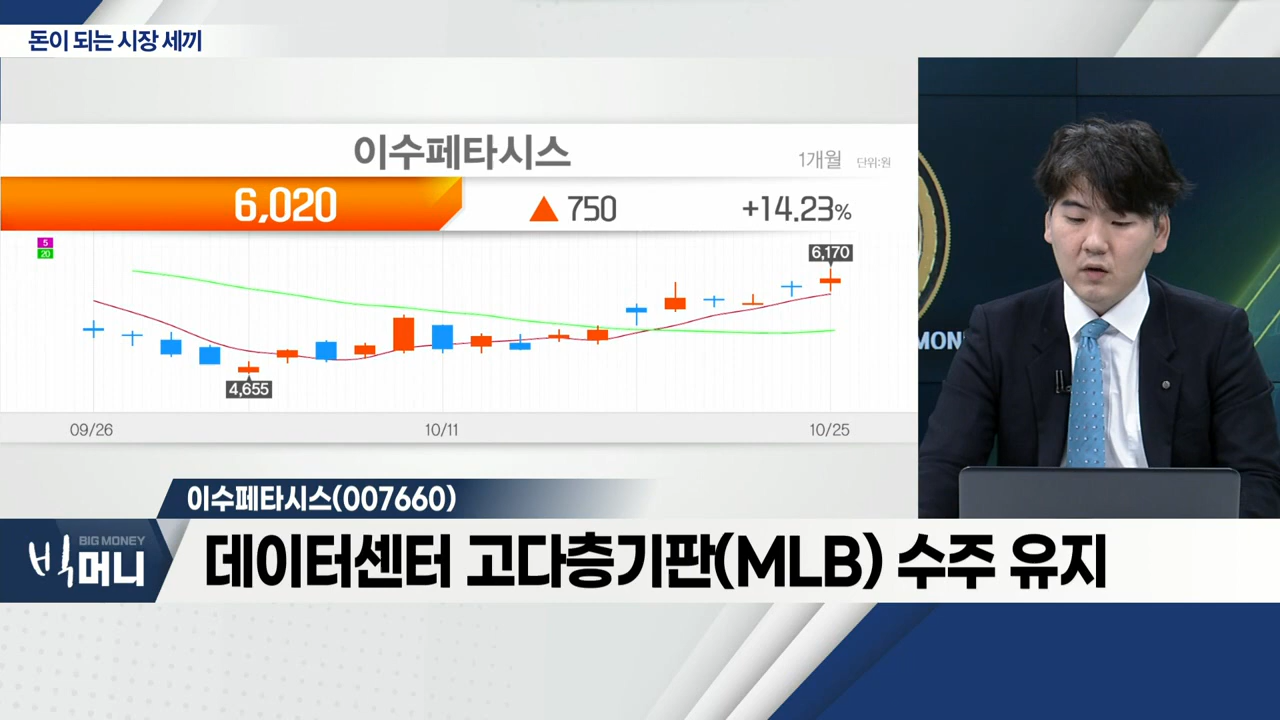 돈이 되는 시장 세끼
이수페타시스
1개월 단위:원
6,020 ▲ 750 +14.23%
5
20
6,170
4,655
09/26 10/11 10/25
MON
이수페타시스(007660)
BIG MONEY
빅머니
데이터센터 고다층기판(MLB) 수주 유지